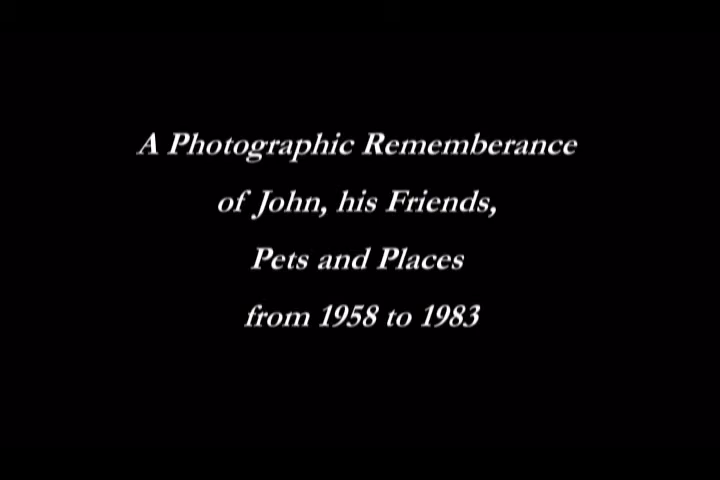 A Photographic Rememberance
of John, his Friends,
Pets and Places
from 1958 to 1983